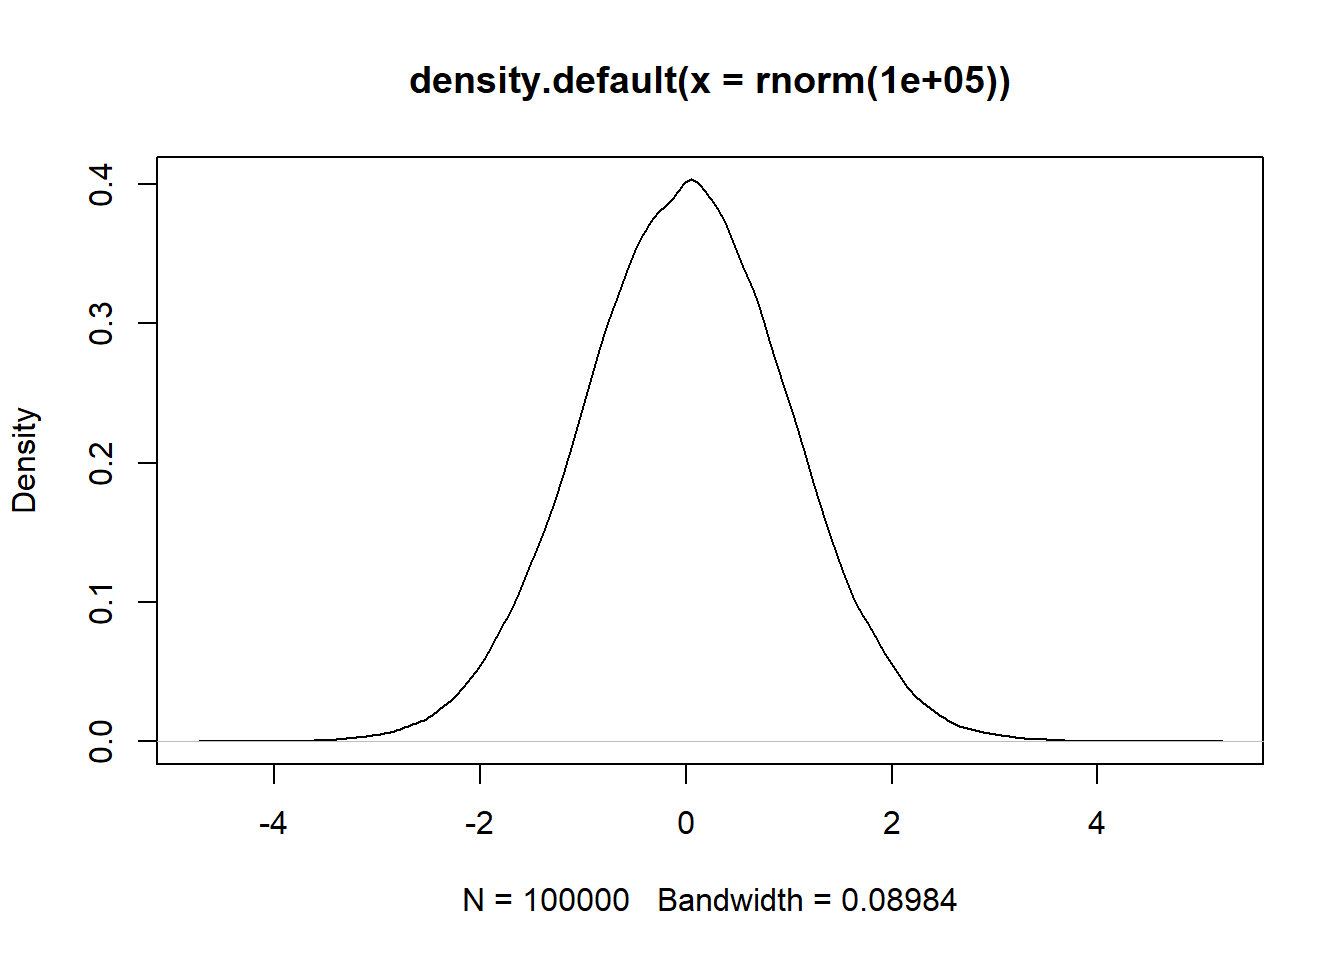 density.default(x = rnorm(1e+05))
0.4
0.3
0.2
0.1
0.0
Density
-4 -2 0 2 4
N = 100000 Bandwidth = 0.08984